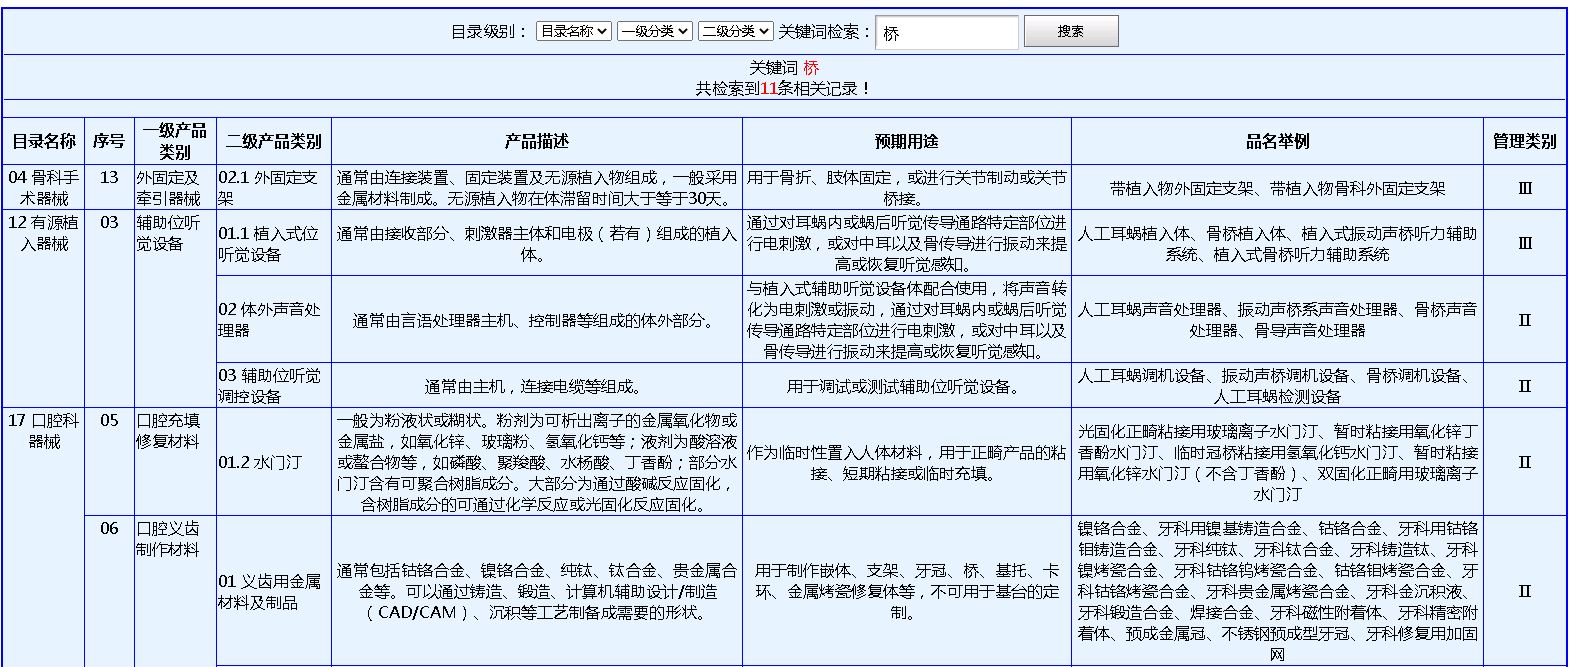 目录级别： 目录名称 一级分类 二级分类 关键词检索： 桥 搜索
关键词 桥
共检索到11条相关记录！
目录名称 序号 一级产品类别 二级产品类别 产品描述 预期用途 品名举例 管理类别
04 骨科手
术器械
13
外固定及
牵引器械
02.1 外固定支
架
通常由连接装置、固定装置及无源植入物组成，一般采用
金属材料制成。无源植入物在体滞留时间大于等于30天。
用于骨折、肢体固定，或进行关节制动或关节
桥接。
带植入物外固定支架、带植入物骨科外固定支架
Ⅲ
12 有源植
入器械
03
辅助位听
觉设备
01.1 植入式位
听觉设备
通常由接收部分、刺激器主体和电极（若有）组成的植入
体。
通过对耳蜗内或蜗后听觉传导通路特定部位进
行电刺激，或对中耳以及骨传导进行振动来提
高或恢复听觉感知。
人工耳蜗植入体、骨桥植入体、植入式振动声桥听力辅助
系统、植入式骨桥听力辅助系统
Ⅲ
02 体外声音处
理器
通常由言语处理器主机、控制器等组成的体外部分。
与植入式辅助听觉设备体配合使用，将声音转
化为电刺激或振动，通过对耳蜗内或蜗后听觉
传导通路特定部位进行电刺激，或对中耳以及
骨传导进行振动来提高或恢复听觉感知。
人工耳蜗声音处理器、振动声桥系声音处理器、骨桥声音
处理器、骨导声音处理器
Ⅱ
03 辅助位听觉
调控设备
通常由主机，连接电缆等组成。
用于调试或测试辅助位听觉设备。
人工耳蜗调机设备、振动声桥调机设备、骨桥调机设备、
人工耳蜗检测设备
Ⅱ
17 口腔科
器械
05
口腔充填
修复材料
01.2 水门汀
一般为粉液状或糊状。粉剂为可析出离子的金属氧化物或
金属盐，如氧化锌、玻璃粉、氢氧化钙等；液剂为酸溶液
或螯合物等，如磷酸、聚羧酸、水杨酸、丁香酚；部分水
门汀含有可聚合树脂成分。大部分为通过酸碱反应固化，
含树脂成分的可通过化学反应或光固化反应固化。
作为临时性置入人体材料，用于正畸产品的粘
接、短期粘接或临时充填。
光固化正畸粘接用玻璃离子水门汀、暂时粘接用氧化锌丁
香酚水门汀、临时冠桥粘接用氢氧化钙水门汀、暂时粘接
用氧化锌水门汀（不含丁香酚）、双固化正畸用玻璃离子
水门汀
Ⅱ
06
口腔义齿
制作材料
01 义齿用金属
材料及制品
通常包括钴铬合金、镍铬合金、纯钛、钛合金、贵金属合
金等。可以通过铸造、锻造、计算机辅助设计/制造
（CAD/CAM）、沉积等工艺制备成需要的形状。
用于制作嵌体、支架、牙冠、桥、基托、卡
环、金属烤瓷修复体等，不可用于基台的定
制。
镍铬合金、牙科用镍基铸造合金、钴铬合金、牙科用钴铬
钼铸造合金、牙科纯钛、牙科钛合金、牙科铸造钛、牙科
镍烤瓷合金、牙科钴铬钨烤瓷合金、钴铬钼烤瓷合金、牙
科钴铬烤瓷合金、牙科贵金属烤瓷合金、牙科金沉积液、
牙科锻造合金、焊接合金、牙科磁性附着体、牙科精密附
着体、预成金属冠、不锈钢预成型牙冠、牙科修复用加固
网
Ⅱ